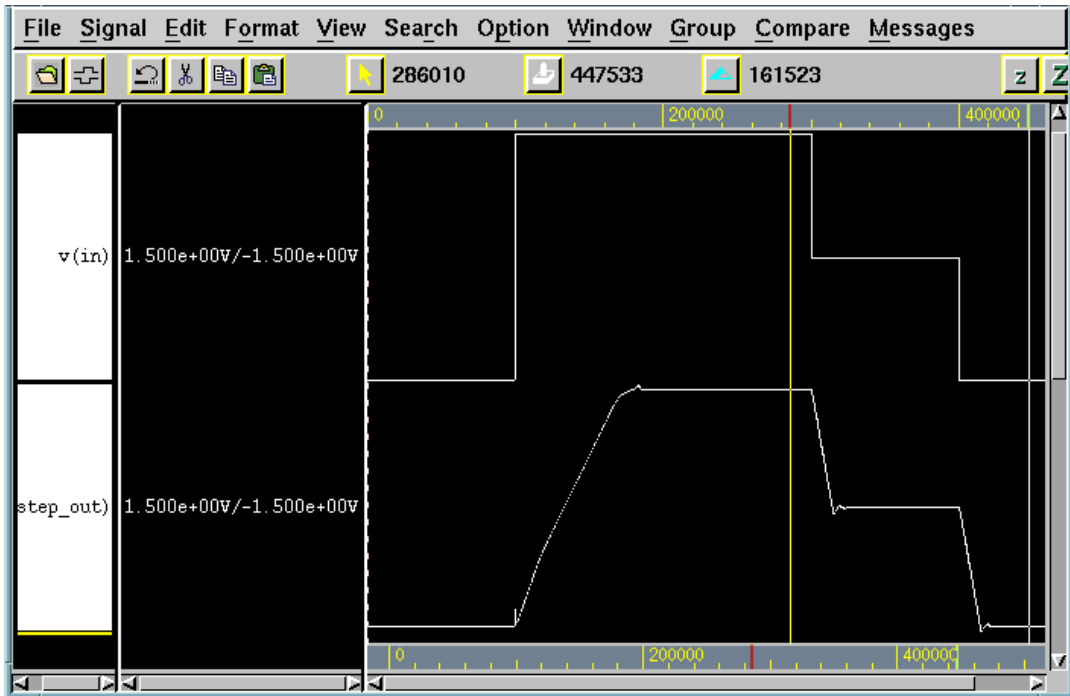 File Signal Edit Format View Search Option Window Group Compare Messages
286010 447533 161523 z Z
0 200000 400000
v(in) 1.500e+00V/-1.500e+00V
step_out) 1.500e+00V/-1.500e+00V
0 200000 400000